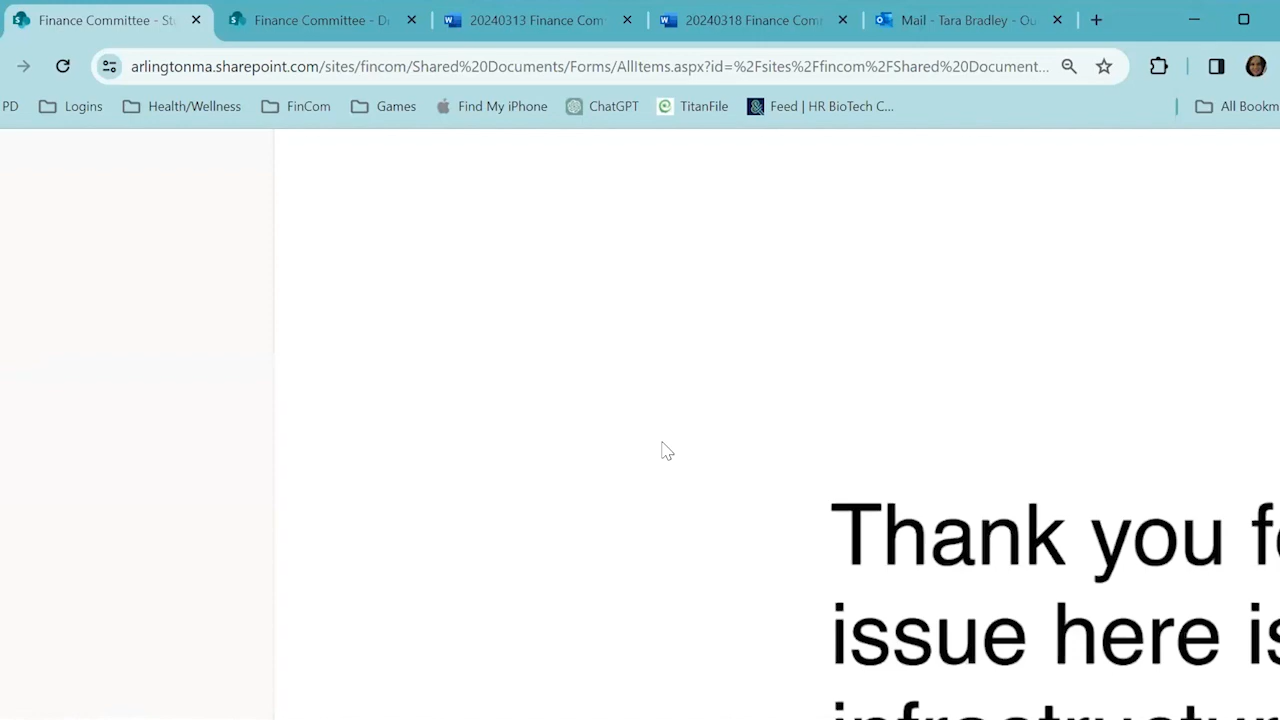 Finance Committee - St
Finance Committee - D
20240313 Finance Com
20240318 Finance Com
Mail - Tara Bradley - Ou
arlingtonma.sharepoint.com/sites/fincom/Shared%20Documents/Forms/AllItems.aspx?id=%2Fsites%2Ffincom%2FShared%20Document...
PD
Logins
Health/Wellness
FinCom
Games
Find My iPhone
ChatGPT
TitanFile
Feed | HR BioTech C...
All Bookm
Thank you f
issue here is
infrastructur